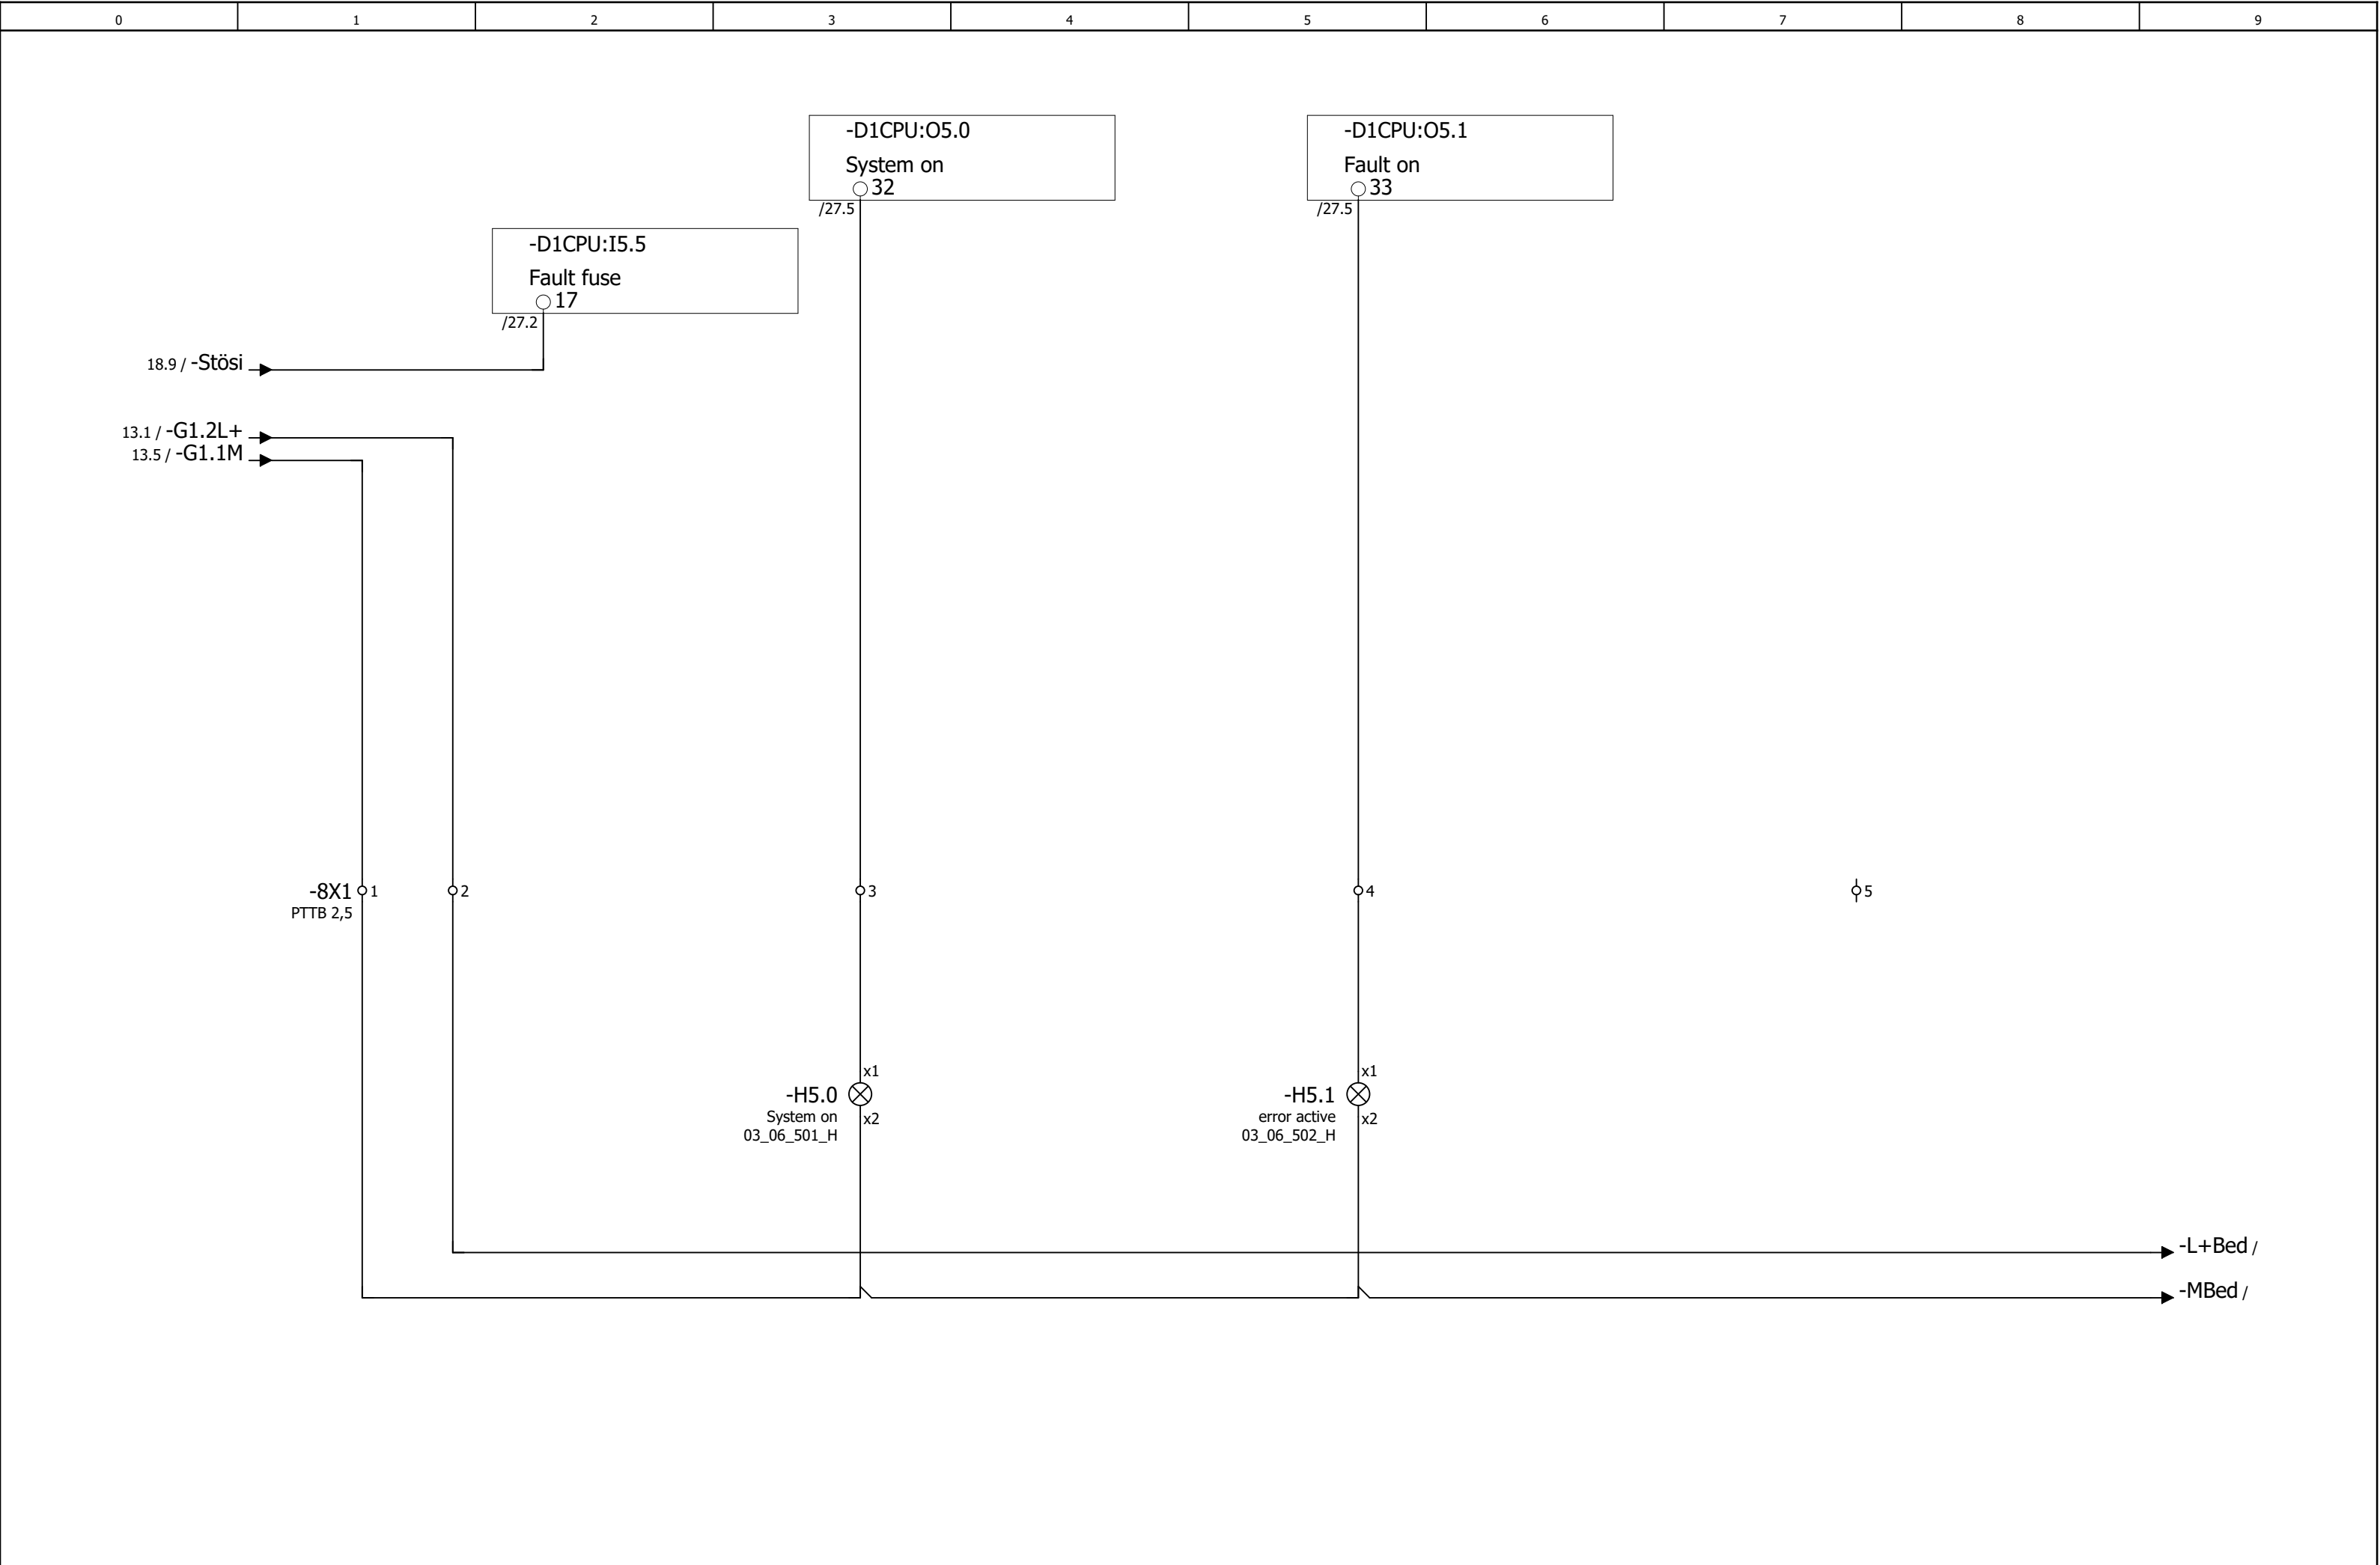 0 1 2 3 4 5 6 7 8 9
-D1CPU:O5.0
System on
32
/27.5
-D1CPU:O5.1
Fault on
33
/27.5
-D1CPU:I5.5
Fault fuse
17
/27.2
18.9 / -Stösi
13.1 / -G1.2L+
13.5 / -G1.1M
-8X1 1 2 3 4 5
PTTB 2,5
x1
-H5.0
System on
x2
03_06_501_H
x1
-H5.1
error active
x2
03_06_502_H
-L+Bed /
-MBed /